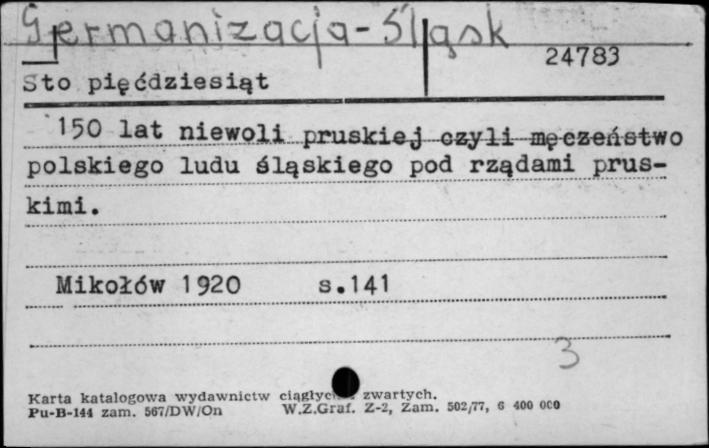 Germanizacja - Śląsk
24783
Sto pięćdziesiąt
150 lat niewoli pruskiej czyli męczeństwo
polskiego ludu śląskiego pod rządami prus-
kimi.
Mikołów 1920 s.141
3
Karta katalogowa wydawnictw zwartych.
Pu-B-144 zam. 567/DW/On W.Z.Graf. Z-2, Zam. 502/77, 6 400 000